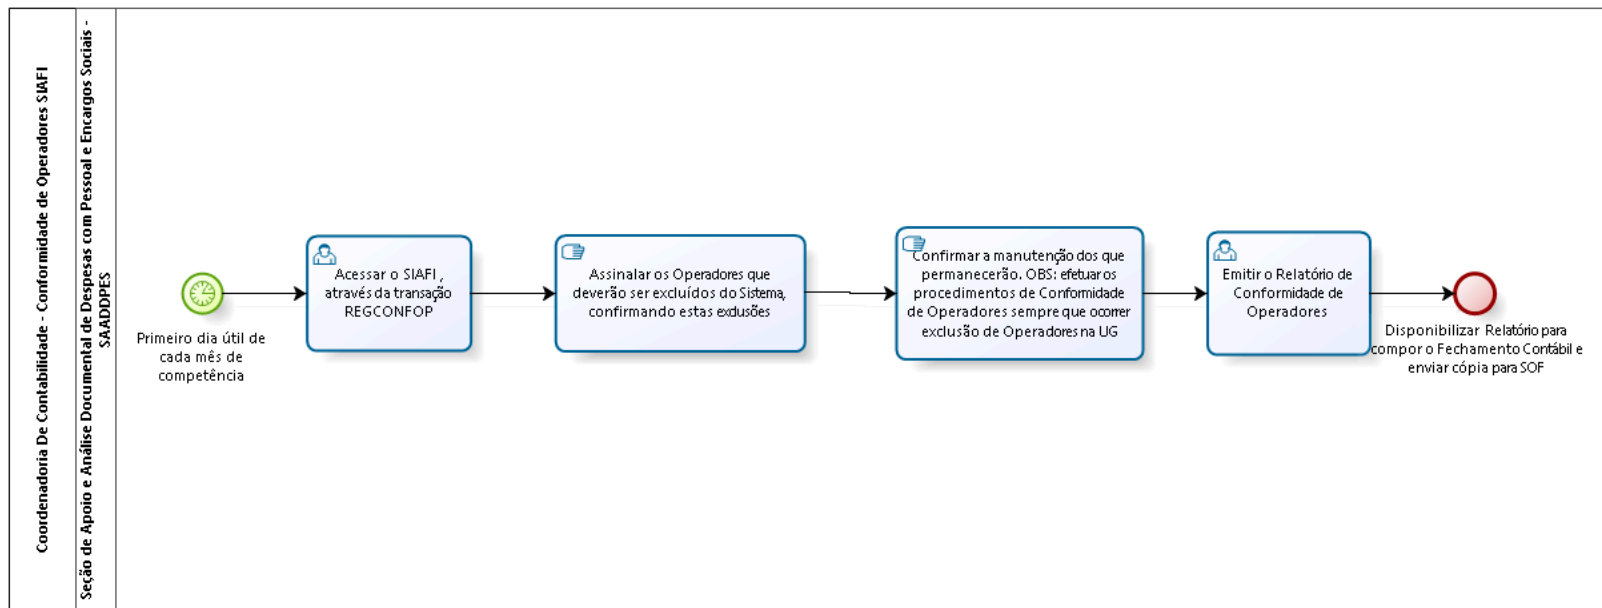 Coordenadoria De Contabilidade - Conformidade de Operadores SIAFI
Seção de Apoio e Análise Documental de Despesas com Pessoal e Encargos Sociais -
SAADDPES
Primeiro dia útil de
cada mês de
competência
Acessar o SIAFI ,
através da transação
REGCONFOP
Assinalar os Operadores que
deverão ser excluídos do Sistema,
confirmando estas exclusões
Confirmar a manutenção dos que
permanecerão. OBS: efetuar os
procedimentos de Conformidade
de Operadores sempre que ocorrer
exclusão de Operadores na UG
Emitir o Relatório de
Conformidade de
Operadores
Disponibilizar Relatório para
compor o Fechamento Contábil e
enviar cópia para SOF